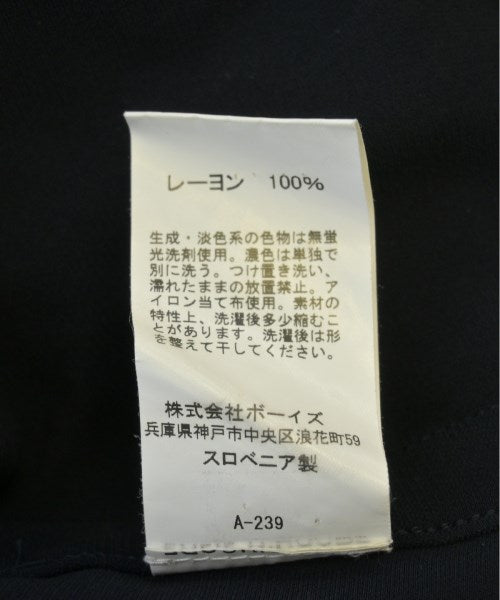 レーヨン 100%
生成・淡色系の色物は無蛍
光洗剤使用。濃色は単独で
別に洗う。つけ置き洗い、
濡れたままの放置禁止。ア
イロン当て布使用。素材の
特性上、洗濯後多少縮むこ
とがあります。洗濯後は形
を整えて干してください。
株式会社ボーイズ
兵庫県神戸市中央区浪花町59
スロベニア製
A-239